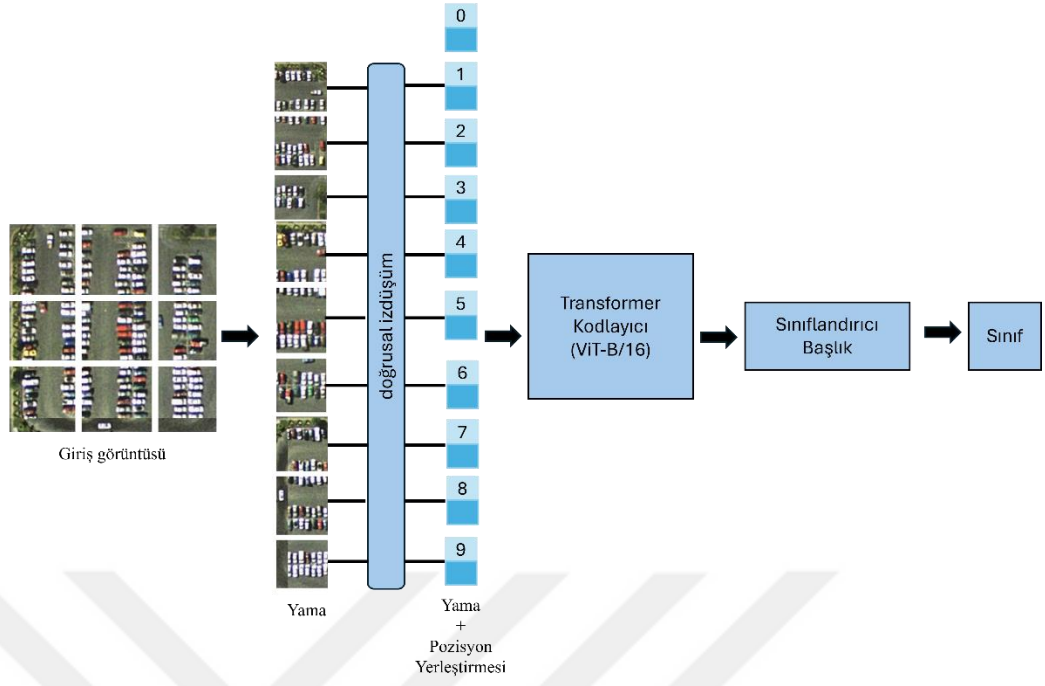 Giriş görüntüsü
Yama
doğrusal izdüşüm
0
1
2
3
4
5
6
7
8
9
Yama
+
Pozisyon
Yerleştirmesi
Transformer
Kodlayıcı
(ViT-B/16)
Sınıflandırıcı
Başlık
Sınıf